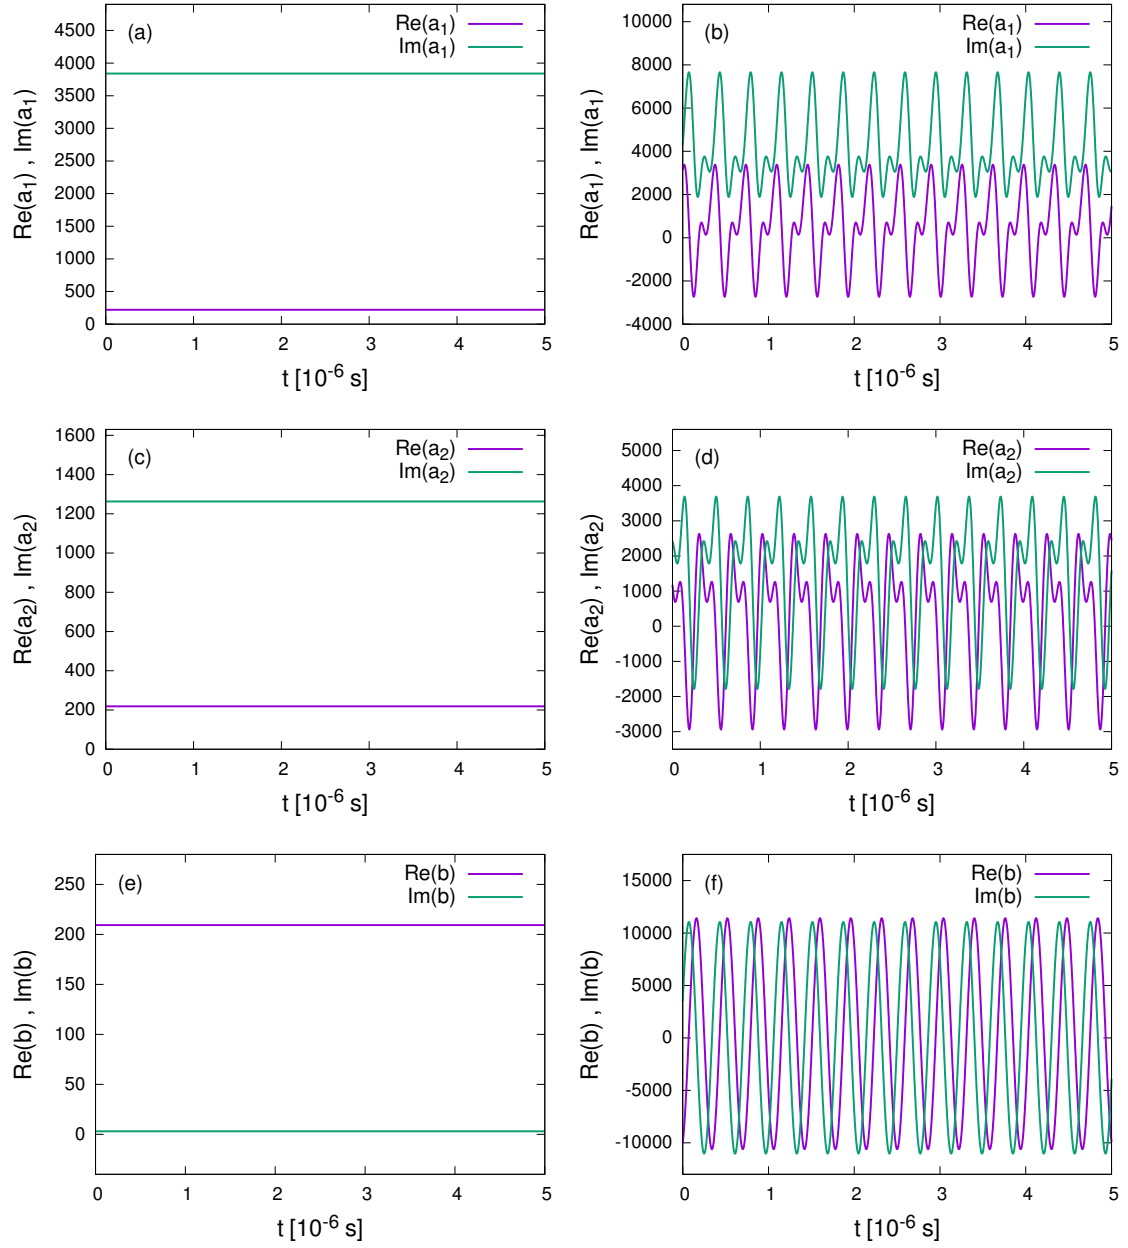 (a)
Re(a1)
Im(a1)
Re(a1) , Im(a1)
4500
4000
3500
3000
2500
2000
1500
1000
500
0
0 1 2 3 4 5
t [10-6 s]
(b)
Re(a1)
Im(a1)
Re(a1) , Im(a1)
10000
8000
6000
4000
2000
0
-2000
-4000
0 1 2 3 4 5
t [10-6 s]
(c)
Re(a2)
Im(a2)
Re(a2) , Im(a2)
1600
1400
1200
1000
800
600
400
200
0
0 1 2 3 4 5
t [10-6 s]
(d)
Re(a2)
Im(a2)
Re(a2) , Im(a2)
5000
4000
3000
2000
1000
0
-1000
-2000
-3000
0 1 2 3 4 5
t [10-6 s]
(e)
Re(b)
Im(b)
Re(b) , Im(b)
250
200
150
100
50
0
0 1 2 3 4 5
t [10-6 s]
(f)
Re(b)
Im(b)
Re(b) , Im(b)
15000
10000
5000
0
-5000
-10000
0 1 2 3 4 5
t [10-6 s]